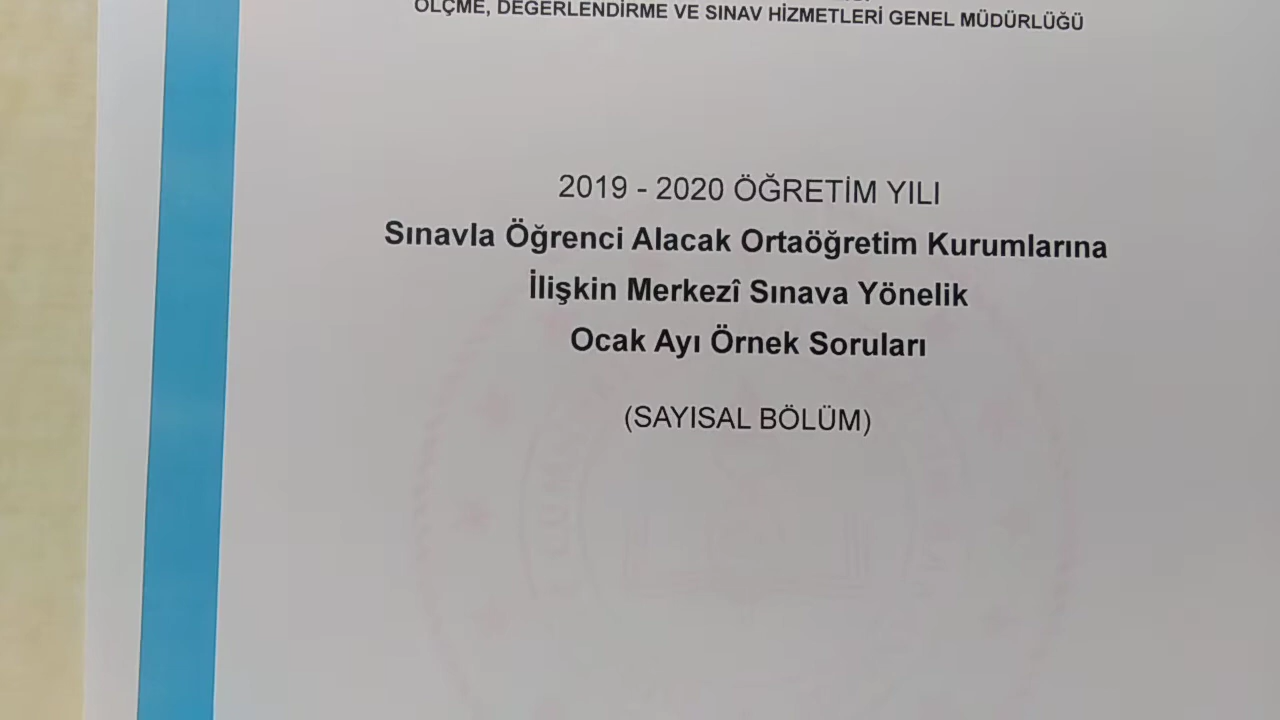 ÖLÇME, DEĞERLENDİRME VE SINAV HİZMETLERİ GENEL MÜDÜRLÜĞÜ
2019 - 2020 ÖĞRETİM YILI
Sınavla Öğrenci Alacak Ortaöğretim Kurumlarına
İlişkin Merkezî Sınava Yönelik
Ocak Ayı Örnek Soruları
(SAYISAL BÖLÜM)